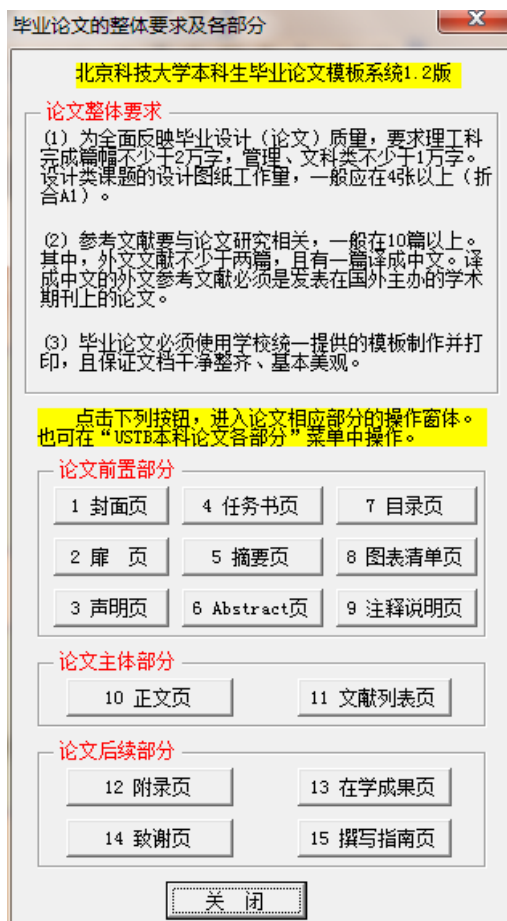 毕业论文的整体要求及各部分
北京科技大学本科生毕业论文模板系统1.2版
论文整体要求
(1) 为全面反映毕业设计（论文）质量，要求理工科
完成篇幅不少于2万字，管理、文科类不少于1万字。
设计类课题的设计图纸工作量，一般应在4张以上（折
合A1）。
(2) 参考文献要与论文研究相关，一般在10篇以上。
其中，外文文献不少于两篇，且有一篇译成中文。译
成中文的外文参考文献必须是发表在国外主办的学术
期刊上的论文。
(3) 毕业论文必须使用学校统一提供的模板制作并打
印，且保证文档干净整齐、基本美观。
点击下列按钮，进入论文相应部分的操作窗体。
也可在“USTB本科论文各部分”菜单中操作。
论文前置部分
1 封面页 4 任务书页 7 目录页
2 扉 页 5 摘要页 8 图表清单页
3 声明页 6 Abstract页 9 注释说明页
论文主体部分
10 正文页 11 文献列表页
论文后续部分
12 附录页 13 在学成果页
14 致谢页 15 撰写指南页
关 闭